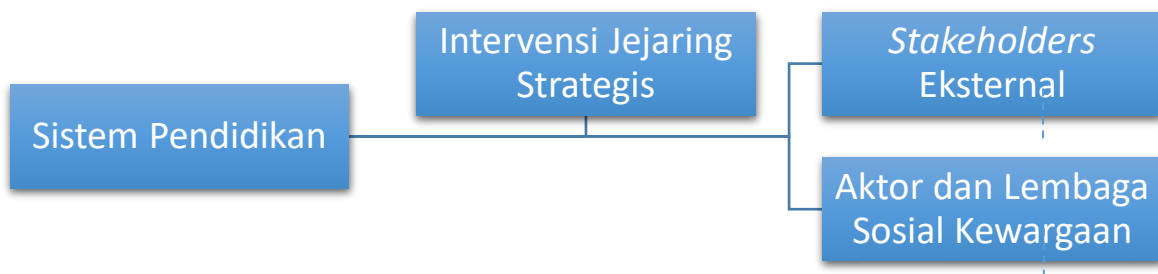 Intervensi Jejaring
Strategis
Stakeholders
Eksternal
Sistem Pendidikan
Aktor dan Lembaga
Sosial Kewargaan